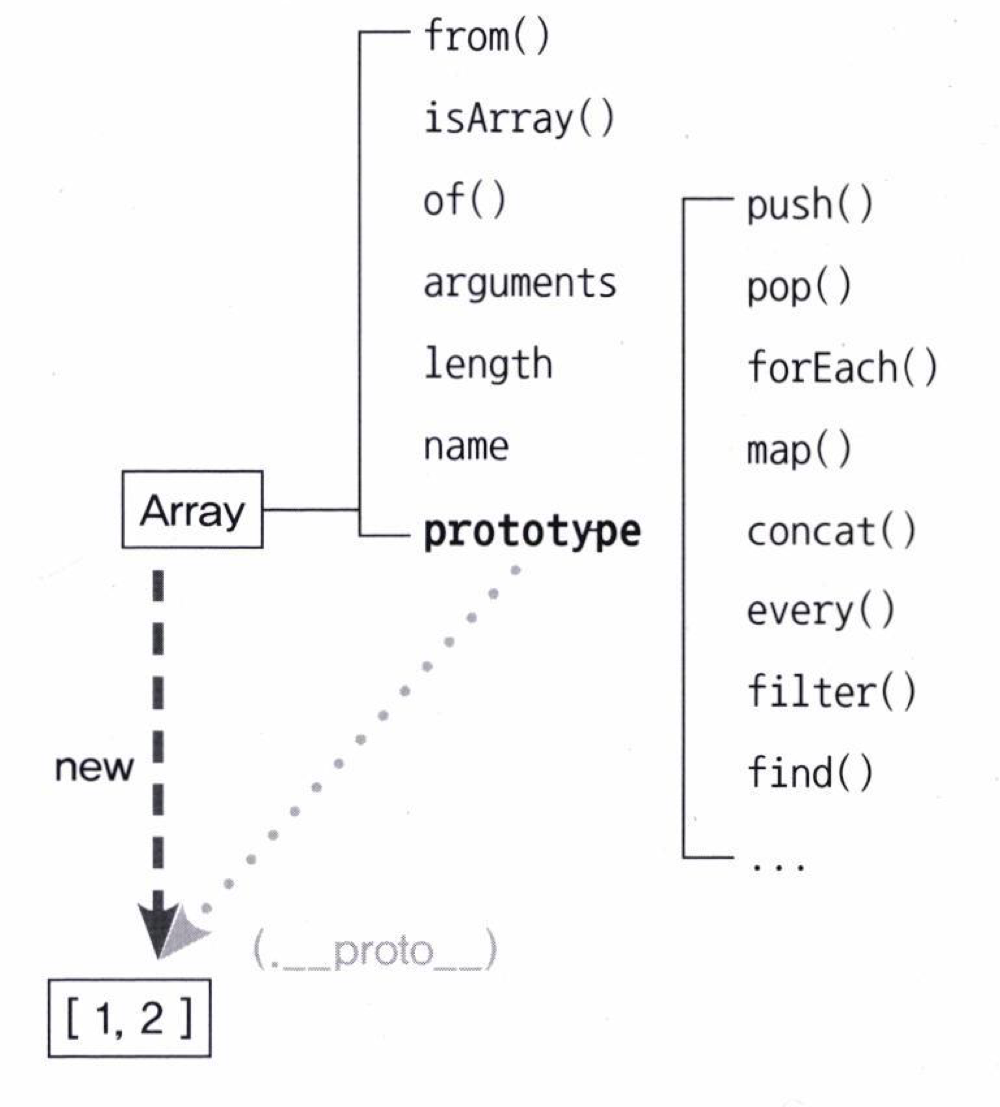 from()
isArray()
of()
arguments
length
name
prototype
push()
pop()
forEach()
map()
concat()
every()
filter()
find()
...
Array
new
(.__proto__)
[ 1, 2 ]